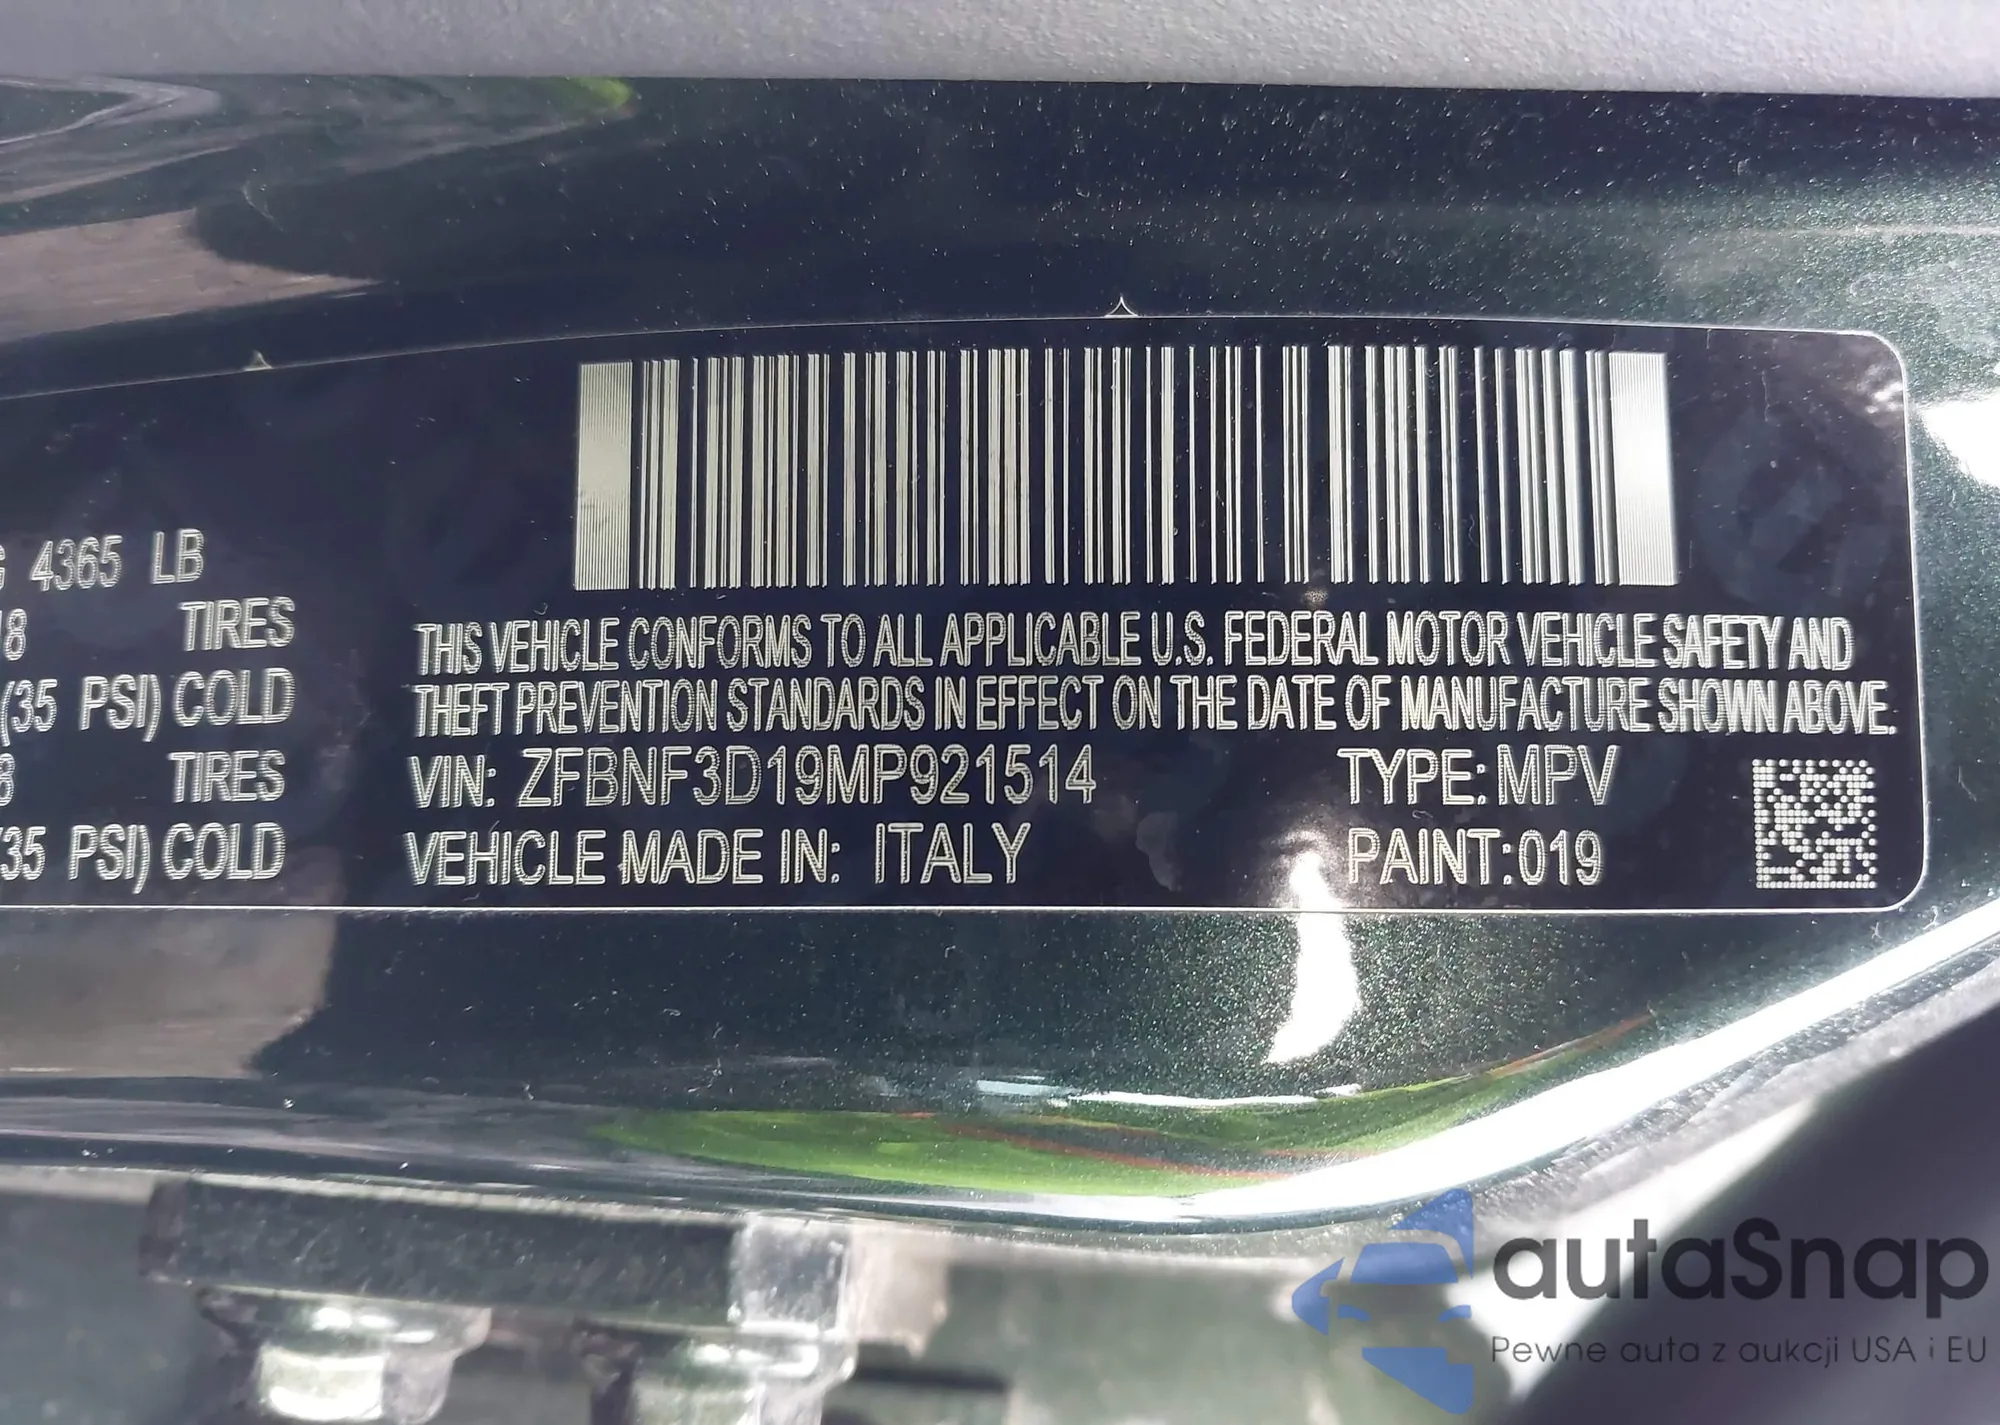 4365 LB
TIRES
(35 PSI) COLD
TIRES
35 PSI) COLD
THIS VEHICLE CONFORMS TO ALL APPLICABLE U.S. FEDERAL MOTOR VEHICLE SAFETY AND
THEFT PREVENTION STANDARDS IN EFFECT ON THE DATE OF MANUFACTURE SHOWN ABOVE.
VIN: ZFBNF3D19MP921514 TYPE: MPV
VEHICLE MADE IN: ITALY PAINT: 019
autaSnap
Pewne auta z aukcji USA i EU